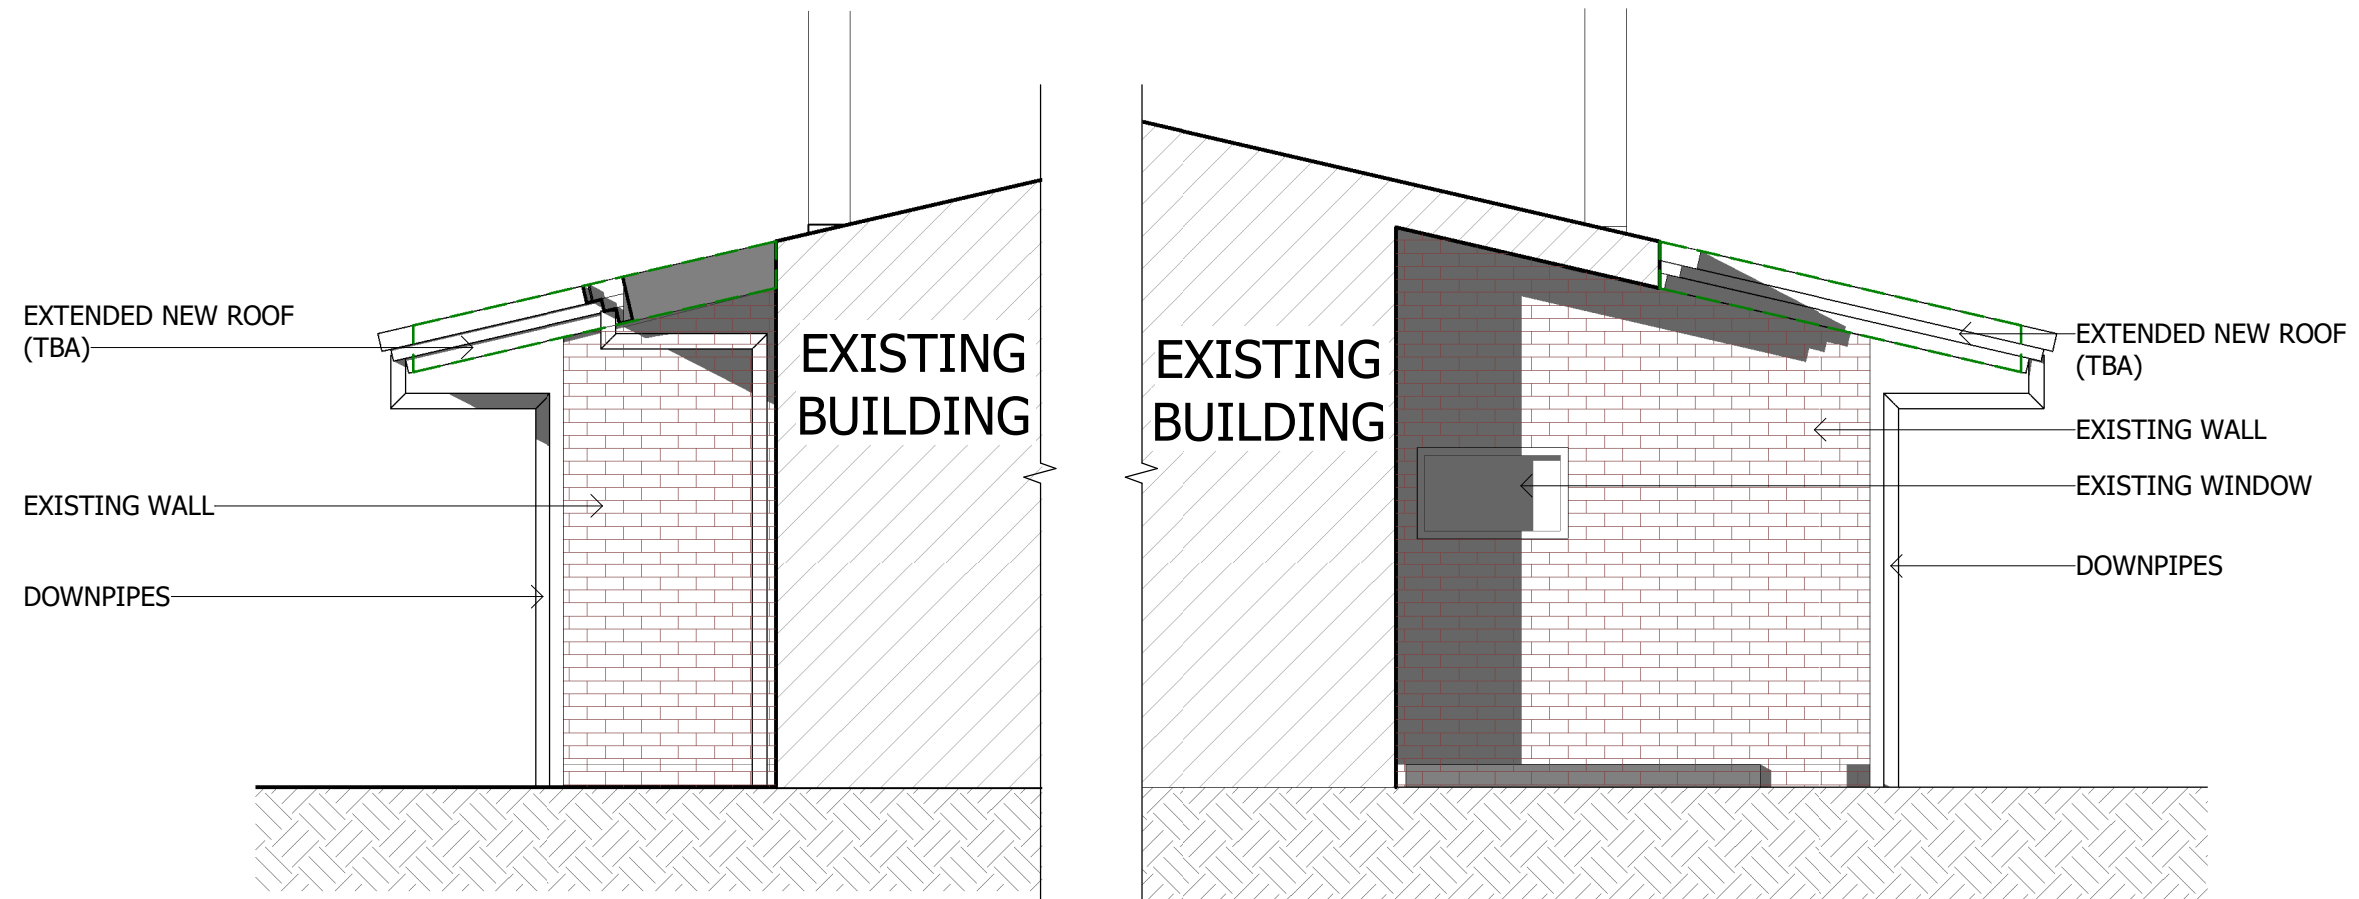 EXTENDED NEW ROOF
(TBA)
EXISTING WALL
DOWNPIPES
EXISTING
BUILDING
EXISTING
BUILDING
EXTENDED NEW ROOF
(TBA)
EXISTING WALL
EXISTING WINDOW
DOWNPIPES